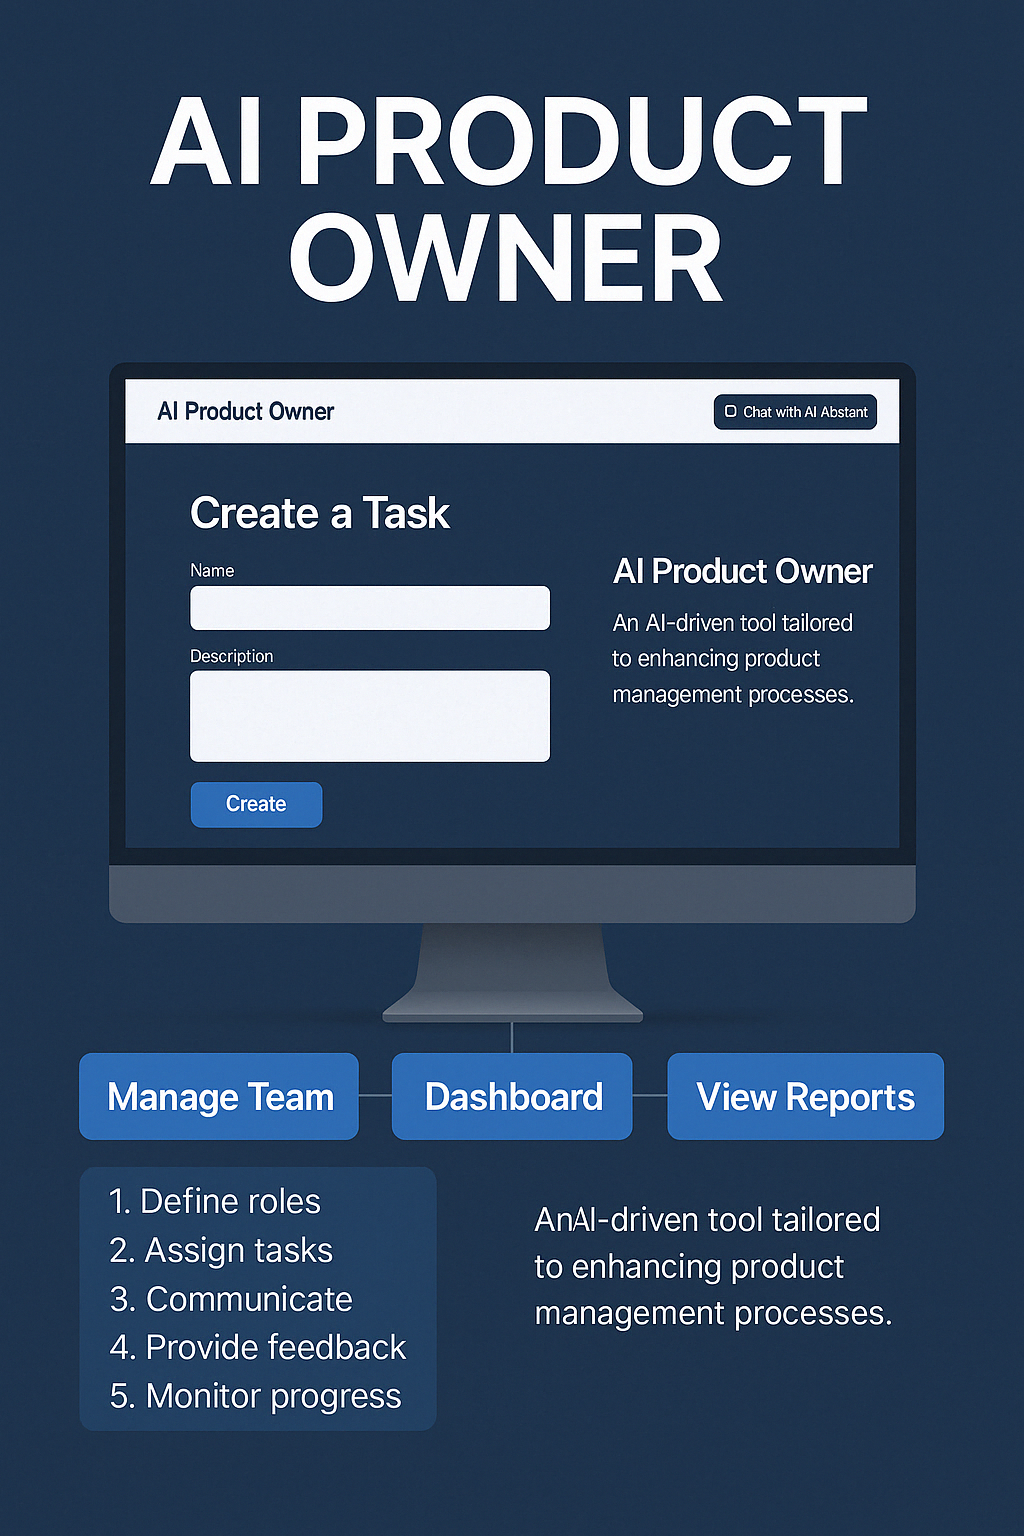 AI PRODUCT
OWNER
AI Product Owner
Chat with AI Abstant
Create a Task
Name
Description
Create
AI Product Owner
An AI-driven tool tailored
to enhancing product
management processes.
Manage Team
Dashboard
View Reports
1. Define roles
2. Assign tasks
3. Communicate
4. Provide feedback
5. Monitor progress
AnAI-driven tool tailored
to enhancing product
management processes.